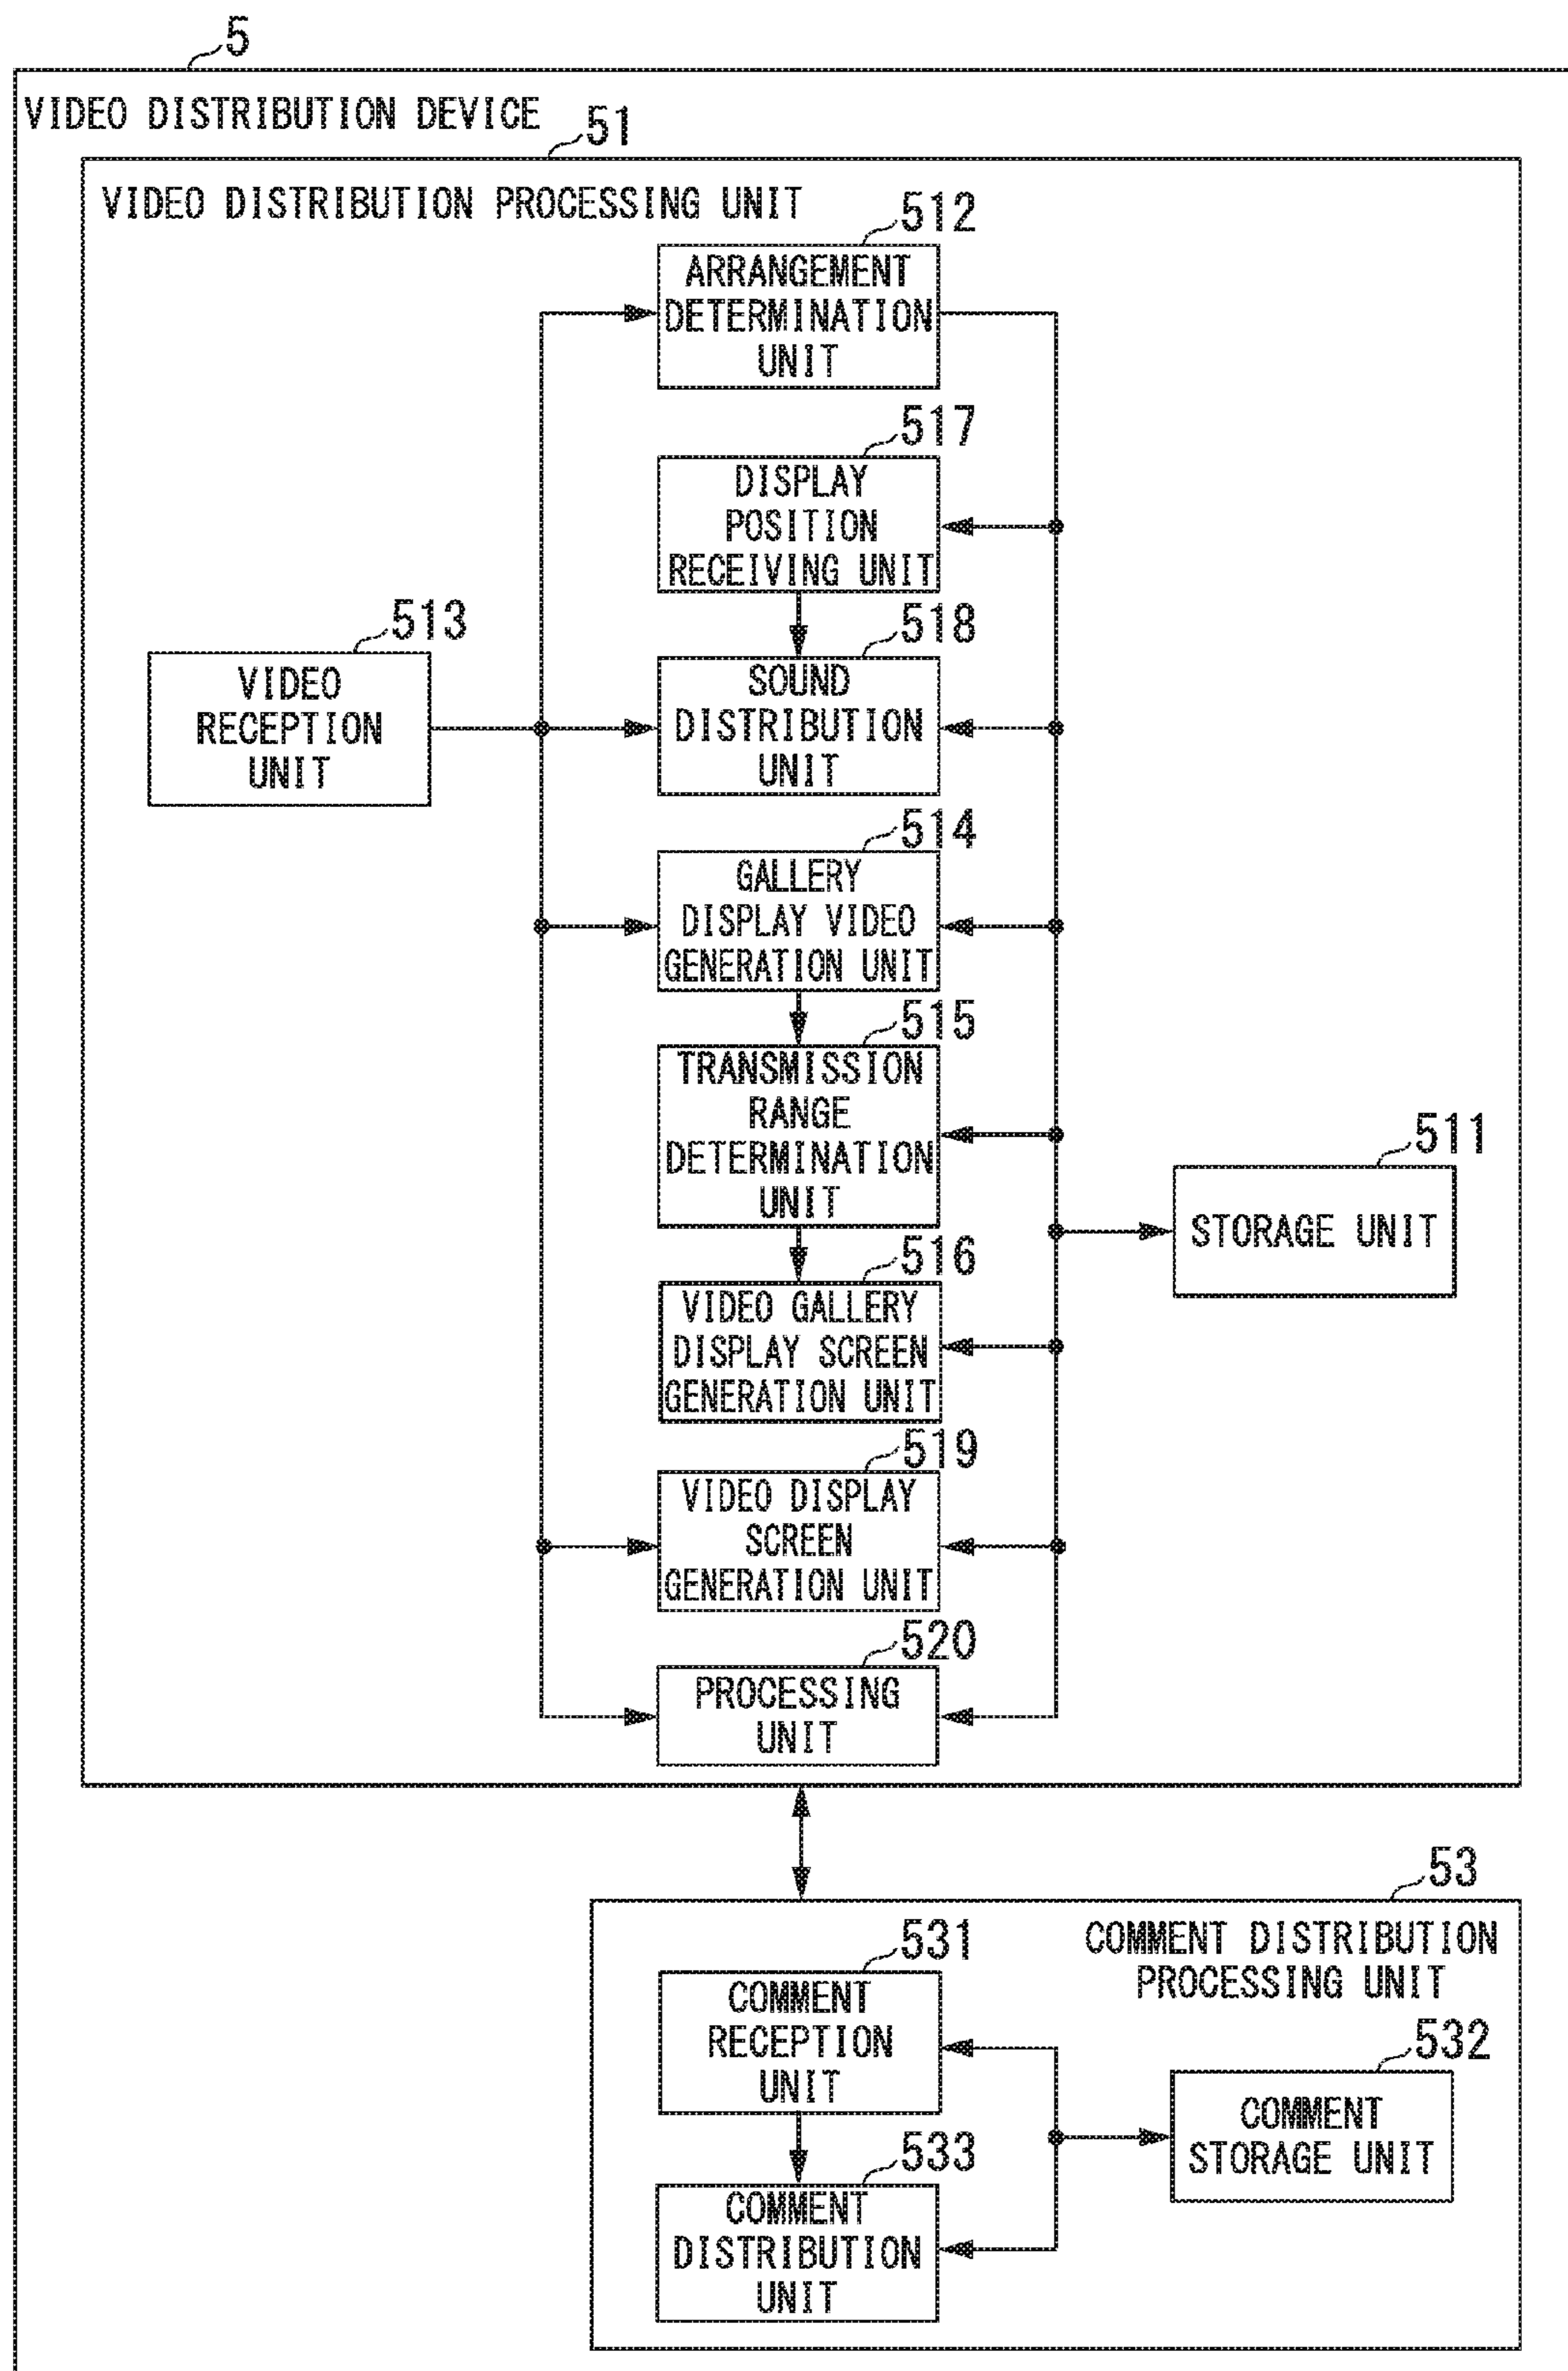 5
VIDEO DISTRIBUTION DEVICE
51
VIDEO DISTRIBUTION PROCESSING UNIT
512
ARRANGEMENT
DETERMINATION
UNIT
517
DISPLAY
POSITION
RECEIVING UNIT
513
VIDEO
RECEPTION
UNIT
518
SOUND
DISTRIBUTION
UNIT
514
GALLERY
DISPLAY VIDEO
GENERATION UNIT
515
TRANSMISSION
RANGE
DETERMINATION
UNIT
511
STORAGE UNIT
516
VIDEO GALLERY
DISPLAY SCREEN
GENERATION UNIT
519
VIDEO DISPLAY
SCREEN
GENERATION UNIT
520
PROCESSING
UNIT
53
COMMENT DISTRIBUTION
PROCESSING UNIT
531
COMMENT
RECEPTION
UNIT
532
COMMENT
STORAGE UNIT
533
COMMENT
DISTRIBUTION
UNIT